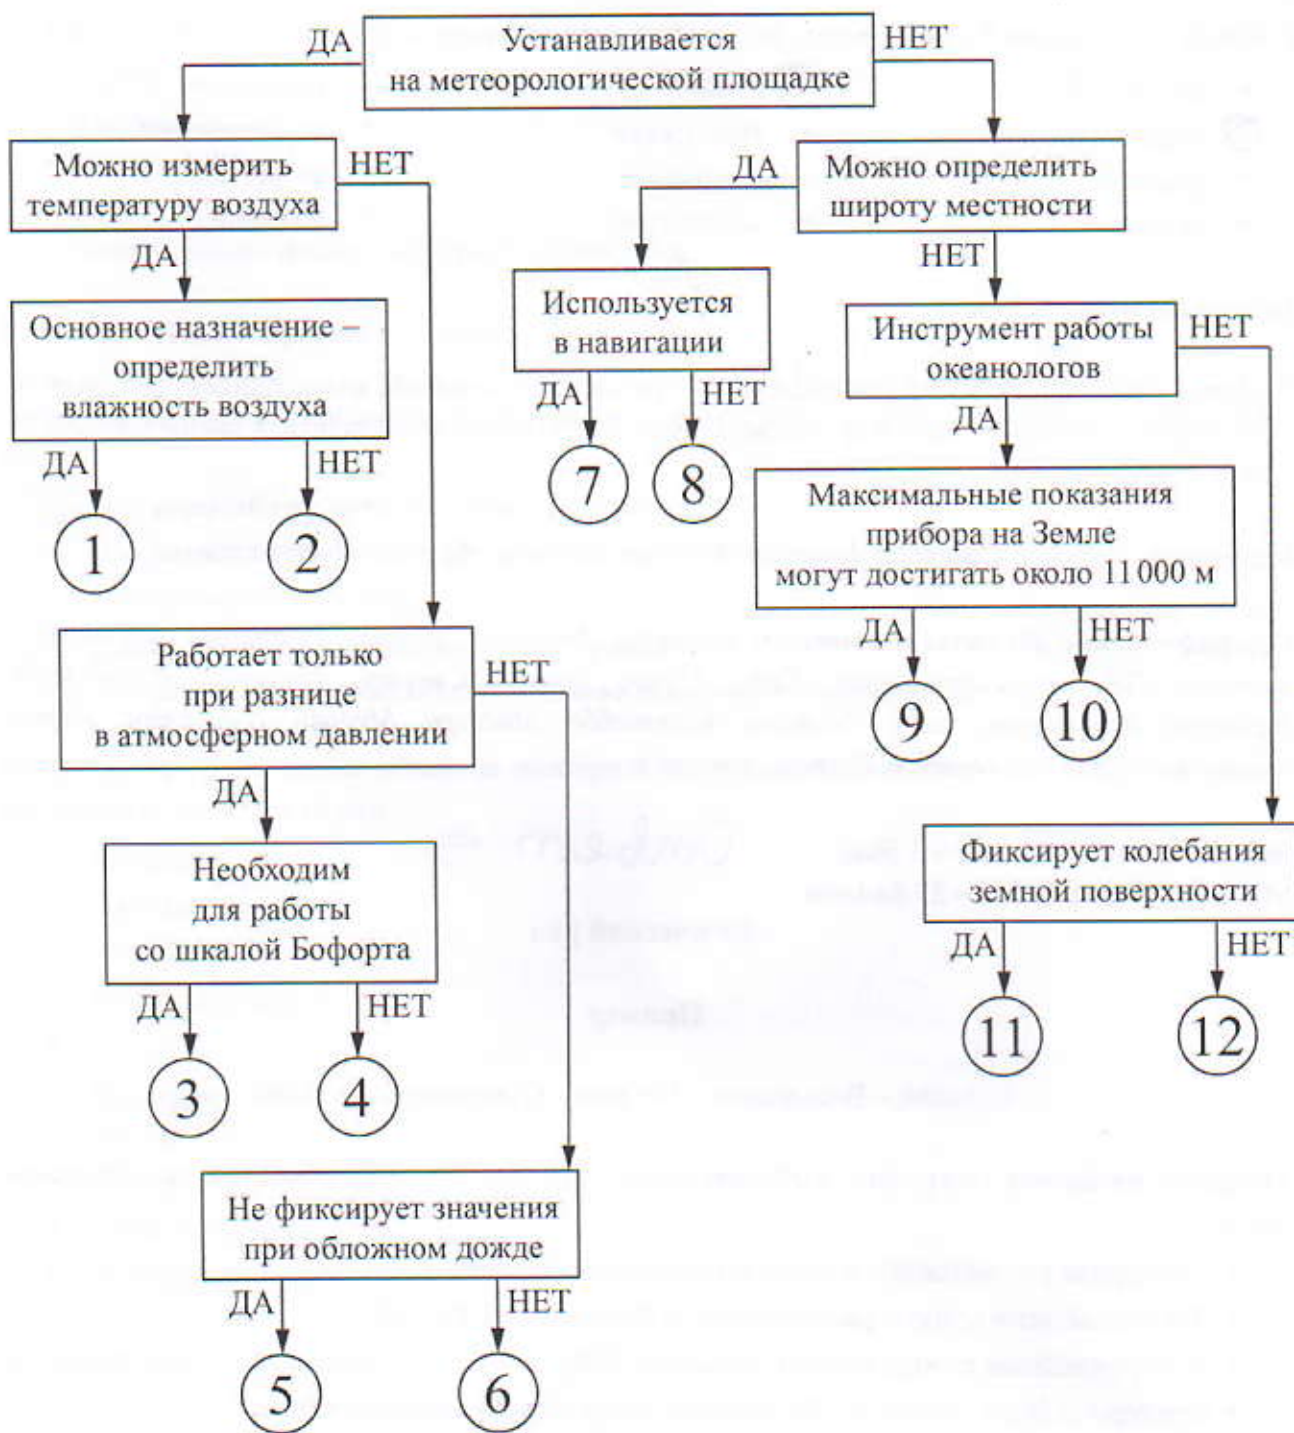 ДА
Устанавливается
на метеорологической площадке
НЕТ
Можно измерить
температуру воздуха
НЕТ
ДА
Можно определить
широту местности
ДА
НЕТ
Основное назначение –
определить
влажность воздуха
Используется
в навигации
Инструмент работы
океанологов
НЕТ
ДА
НЕТ
ДА
НЕТ
ДА
1
2
7
8
Максимальные показания
прибора на Земле
могут достигать около 11 000 м
ДА
НЕТ
Работает только
при разнице
в атмосферном давлении
НЕТ
9
10
ДА
Необходим
для работы
со шкалой Бофорта
Фиксирует колебания
земной поверхности
ДА
НЕТ
ДА
НЕТ
3
4
11
12
Не фиксирует значения
при обложном дожде
ДА
НЕТ
5
6